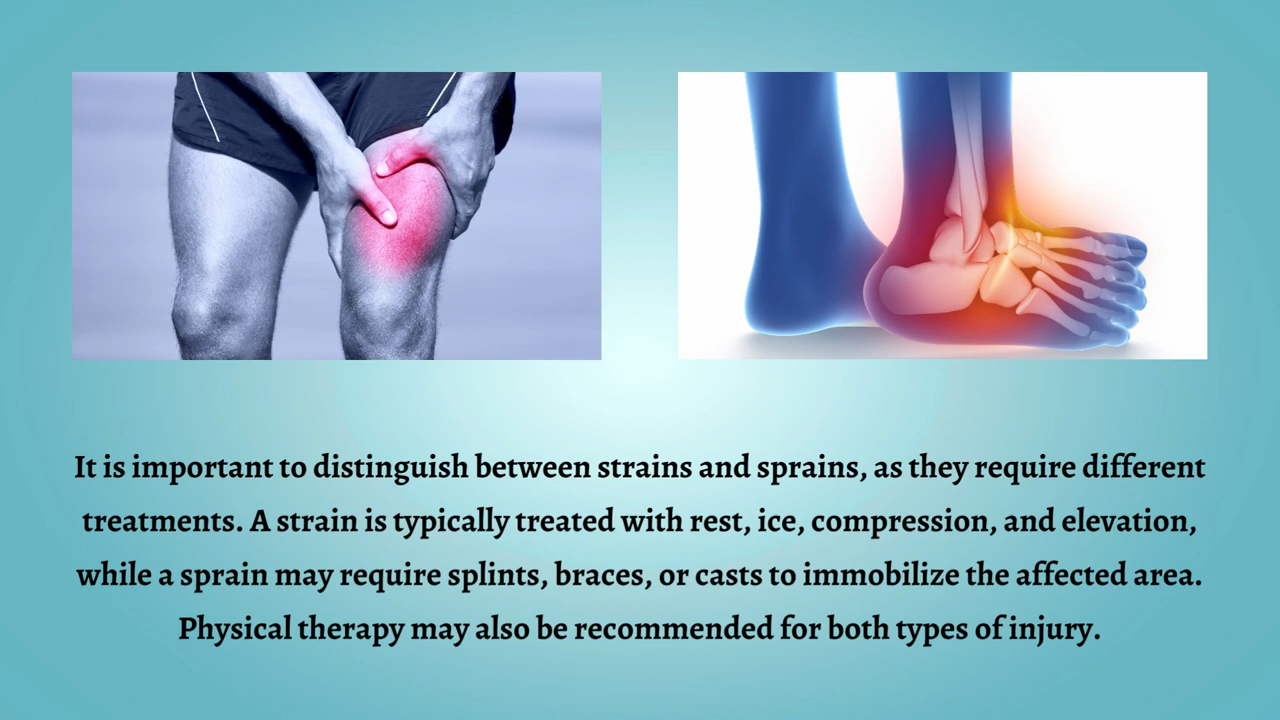 It is important to distinguish between strains and sprains, as they require different
treatments. A strain is typically treated with rest, ice, compression, and elevation,
while a sprain may require splints, braces, or casts to immobilize the affected area.
Physical therapy may also be recommended for both types of injury.